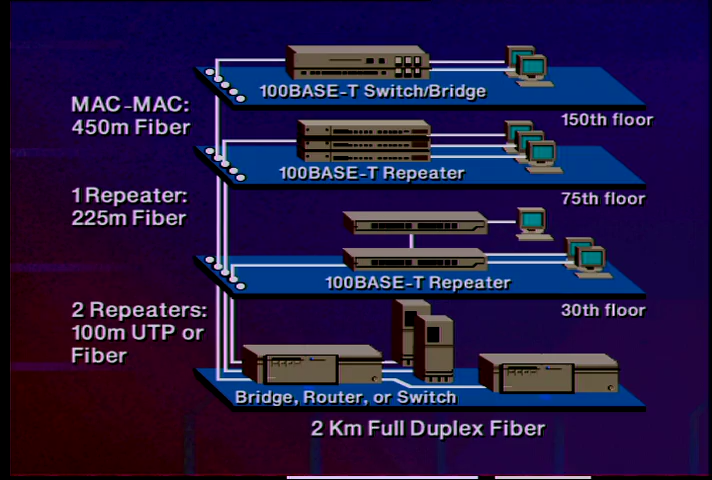 100BASE-T Switch/Bridge
MAC-MAC:
450m Fiber
150th floor
100BASE-T Repeater
1 Repeater:
225m Fiber
75th floor
100BASE-T Repeater
2 Repeaters:
100m UTP or
Fiber
30th floor
Bridge, Router, or Switch
2 Km Full Duplex Fiber